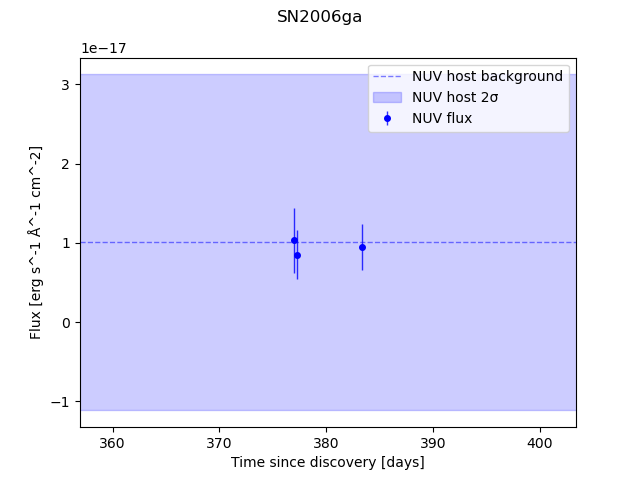 SN2006ga
1e−17
NUV host background
NUV host 2σ
NUV flux
3
2
1
0
−1
Flux [erg s^-1 Å^-1 cm^-2]
360 370 380 390 400
Time since discovery [days]